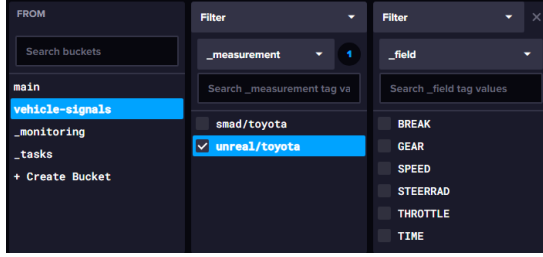 FROM
Search buckets
main
vehicle-signals
_monitoring
_tasks
+ Create Bucket
Filter
_measurement
1
Search _measurement tag va
smad/toyota
unreal/toyota
Filter
_field
Search _field tag values
BREAK
GEAR
SPEED
STEERRAD
THROTTLE
TIME